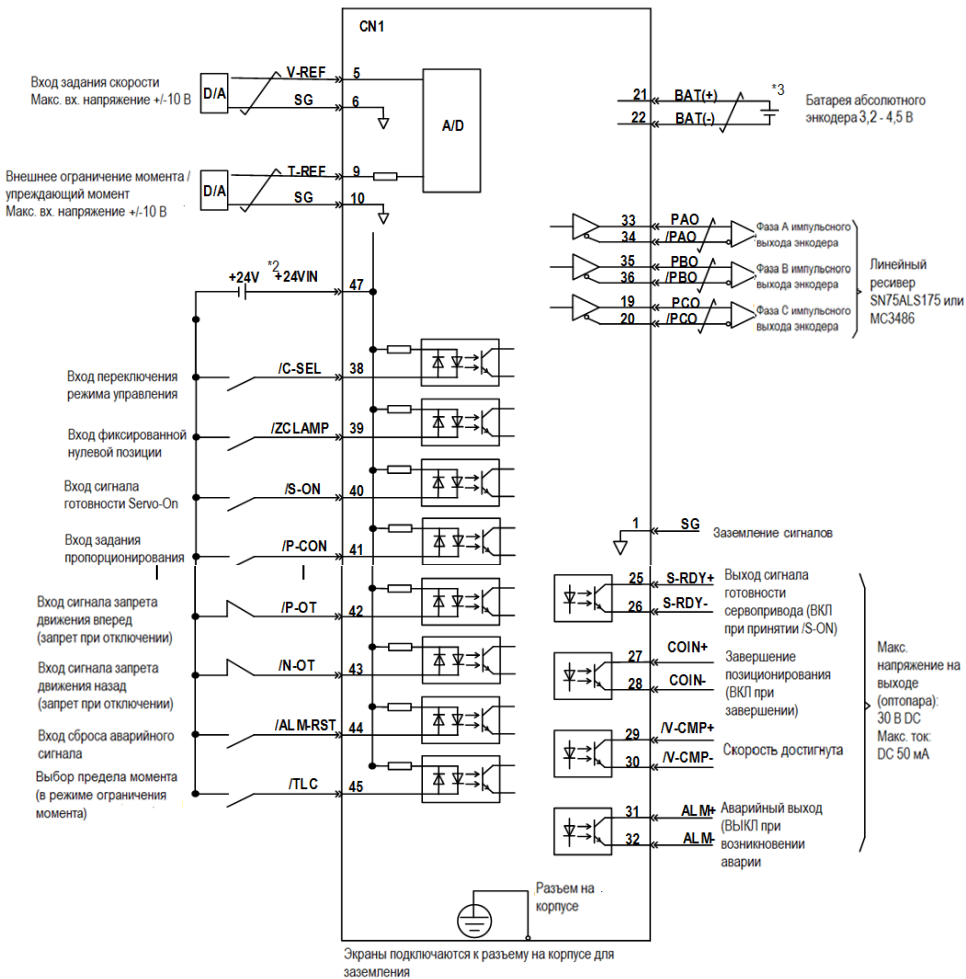 CN1
Вход задания скорости
Макс. вх. напряжение +/-10 В
D/A
V-REF
5
SG
6
A/D
Внешнее ограничение момента /
упреждающий момент
Макс. вх. напряжение +/-10 В
D/A
T-REF
9
SG
10
+24V
*2
+24VIN
47
Вход переключения
режима управления
/C-SEL
38
Вход фиксированной
нулевой позиции
/ZCLAMP
39
Вход сигнала
готовности Servo-On
/S-ON
40
Вход задания
пропорционирования
/P-CON
41
Вход сигнала запрета
движения вперед
(запрет при отключении)
/P-OT
42
Вход сигнала запрета
движения назад
(запрет при отключении)
/N-OT
43
Вход сброса аварийного
сигнала
/ALM-RST
44
Выбор предела момента
(в режиме ограничения
момента)
/TLC
45
21
BAT(+)
*3
22
BAT(-)
Батарея абсолютного
энкодера 3,2 - 4,5 В
33
PAO
34
/PAO
Фаза А импульсного
выхода энкодера
35
PBO
36
/PBO
Фаза В импульсного
выхода энкодера
19
PCO
20
/PCO
Фаза С импульсного
выхода энкодера
Линейный
ресивер
SN75ALS175 или
MC3486
1
SG
Заземление сигналов
25
S-RDY+
26
S-RDY-
Выход сигнала
готовности
сервопривода (ВКЛ
при принятии /S-ON)
27
COIN+
28
COIN-
Завершение
позиционирования
(ВКЛ при
завершении)
29
/V-CMP+
30
/V-CMP-
Скорость достигнута
31
ALM+
32
ALM-
Аварийный выход
(ВЫКЛ при
возникновении
аварии
Макс.
напряжение на
выходе
(оптопара):
30 В DC
Макс. ток:
DC 50 мА
Разъем на
корпусе
Экраны подключаются к разъему на корпусе для
заземления